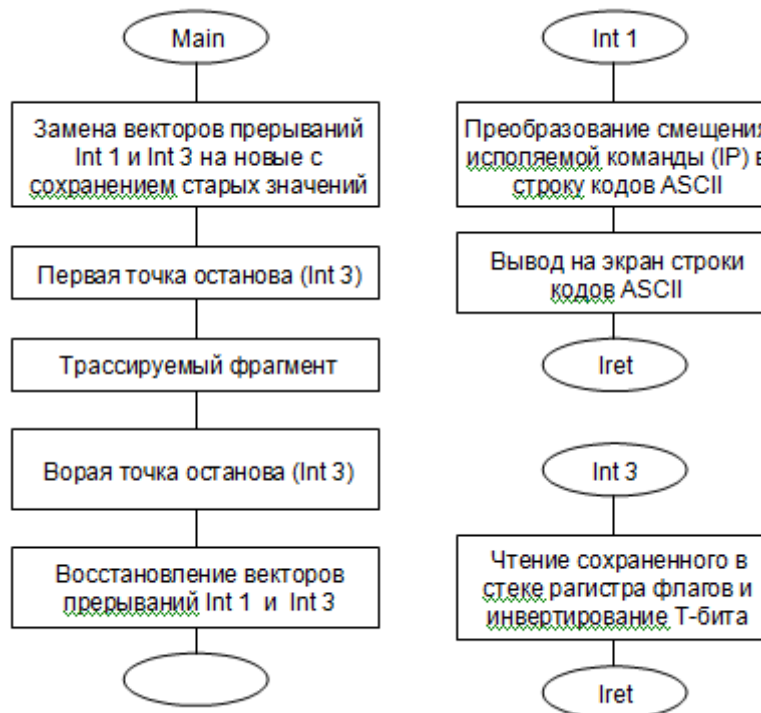 Main
Замена векторов прерываний
Int 1 и Int 3 на новые с
сохранением старых значений
Первая точка останова (Int 3)
Трассируемый фрагмент
Ворая точка останова (Int 3)
Восстановление векторов
прерываний Int 1 и Int 3
Int 1
Преобразование смещения
исполяемой команды (IP) в
строку кодов ASCII
Вывод на экран строки
кодов ASCII
Iret
Int 3
Чтение сохраненного в
стеке рагистра флагов и
инвертирование Т-бита
Iret